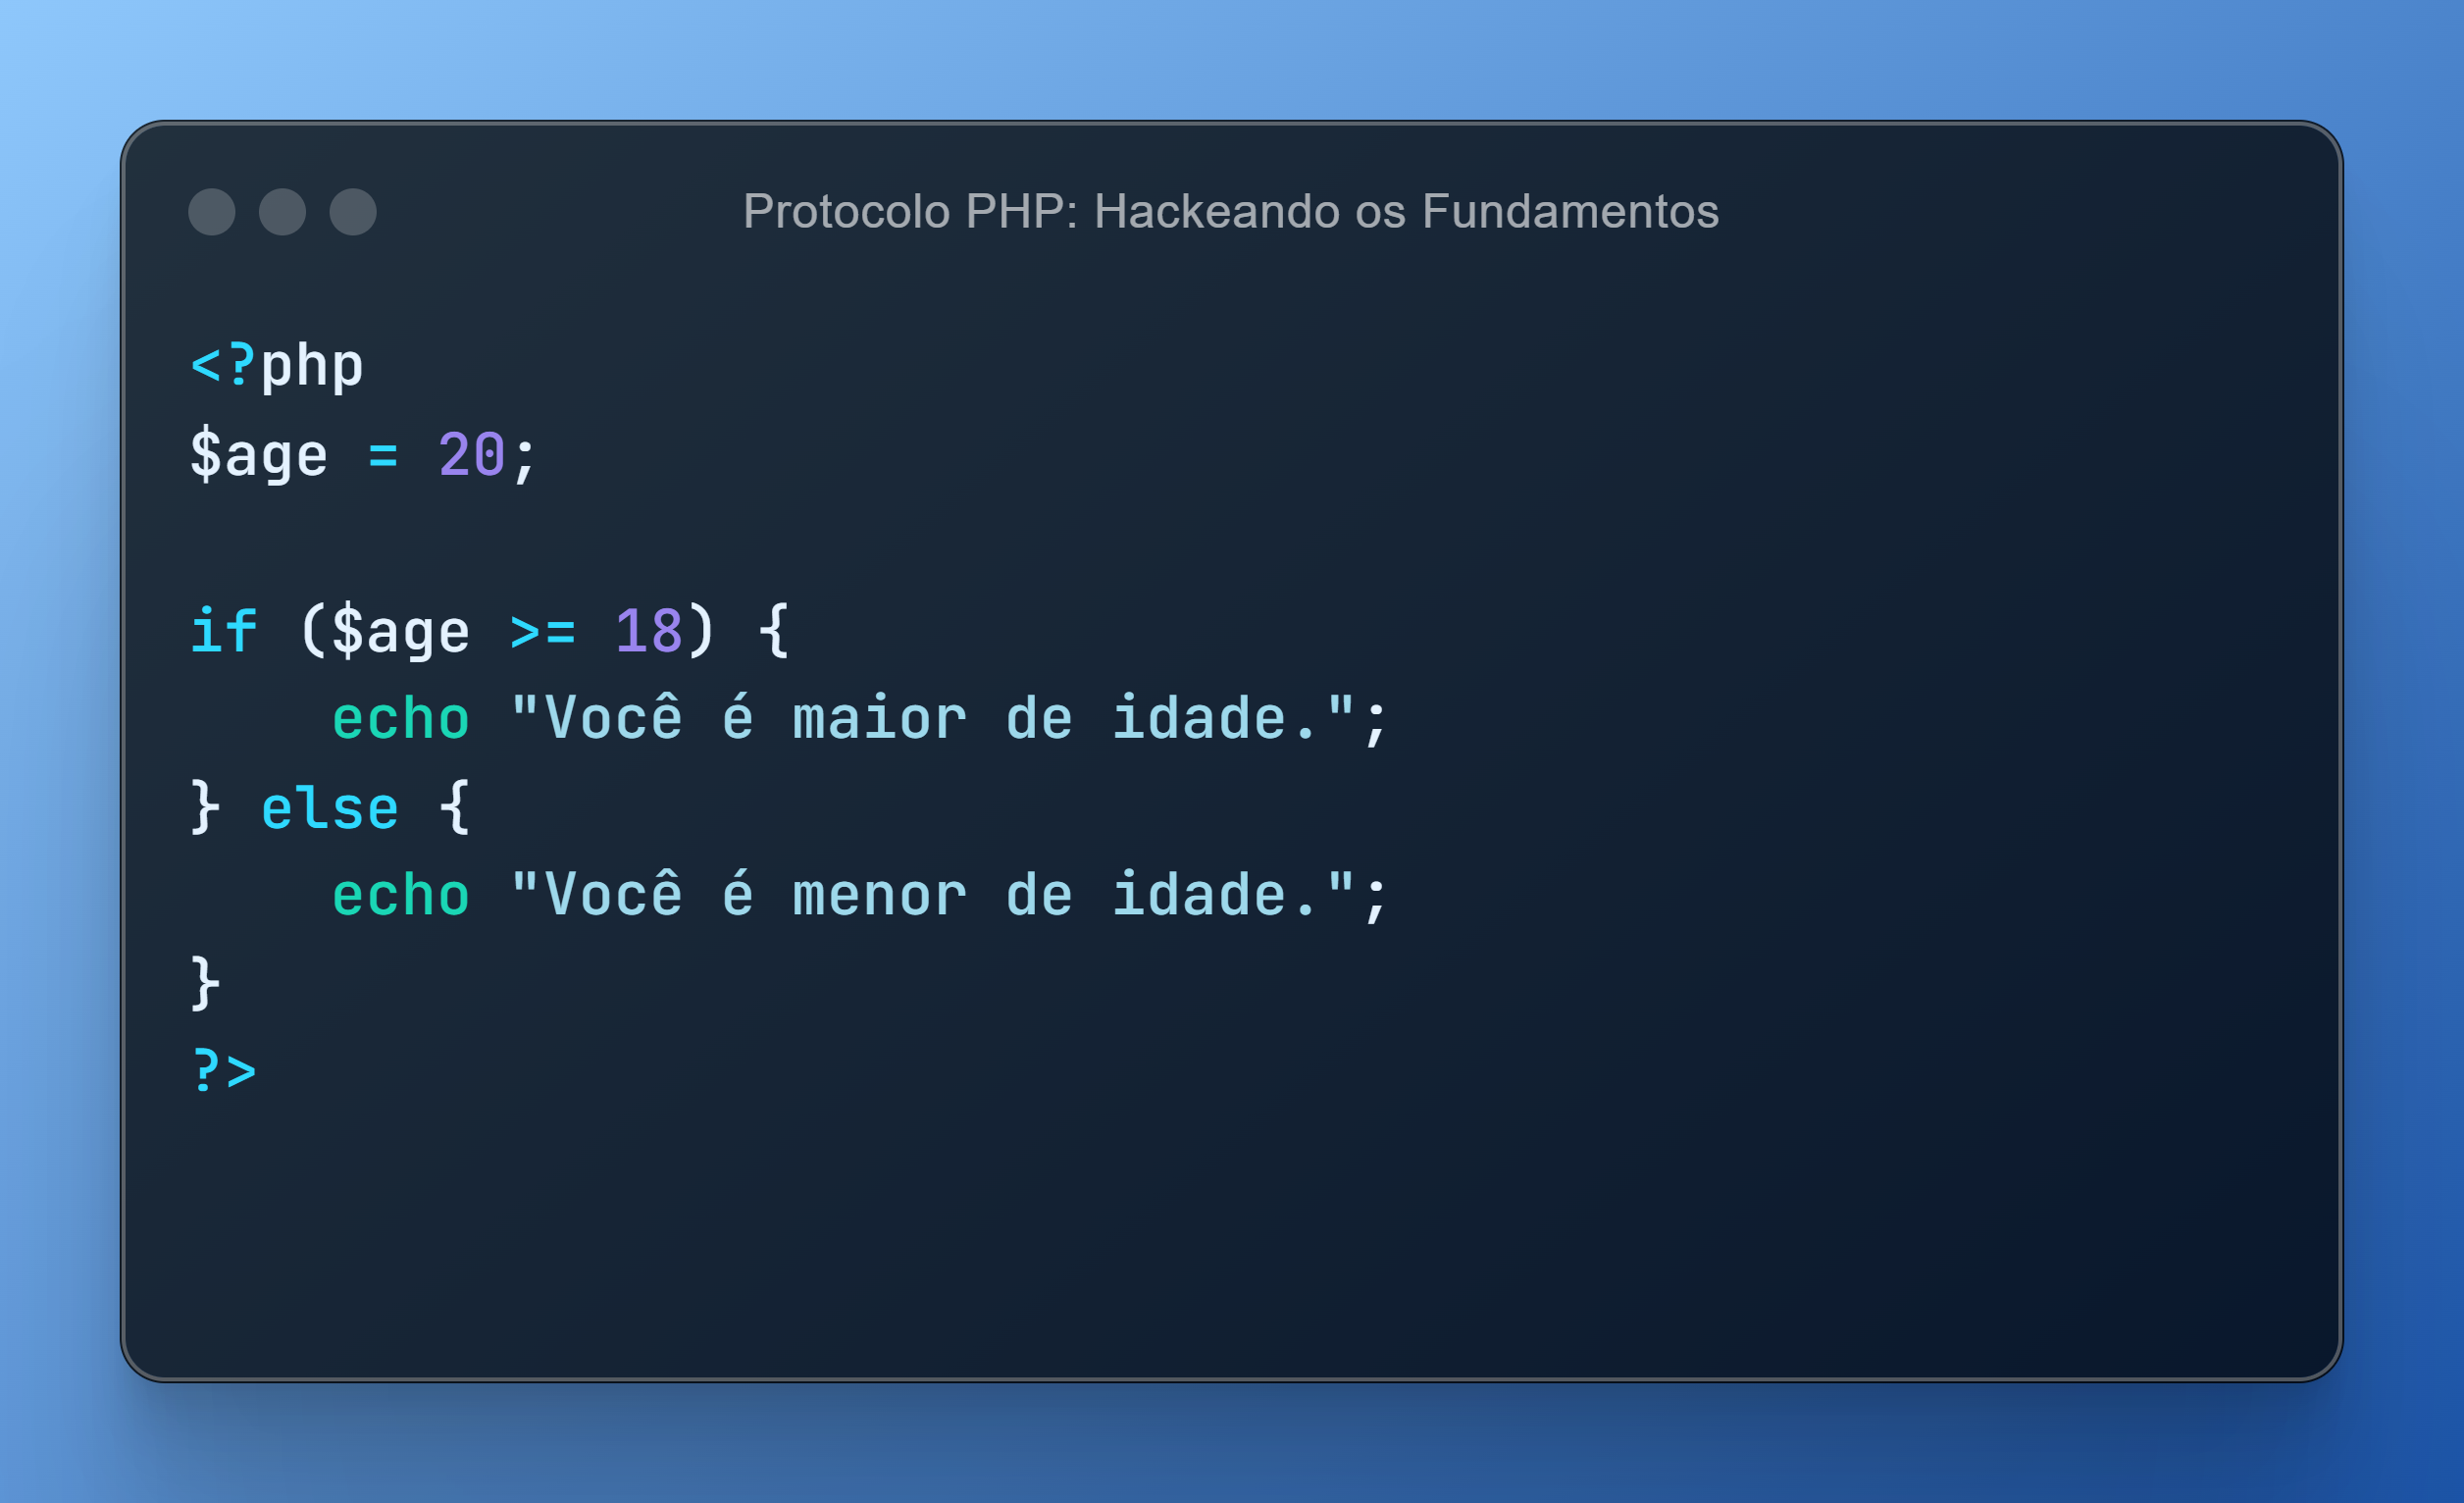 Protocolo PHP: Hackeando os Fundamentos
<?php
$age = 20;

if ($age >= 18) {
    echo "Você é maior de idade.";
} else {
    echo "Você é menor de idade.";
}
?>